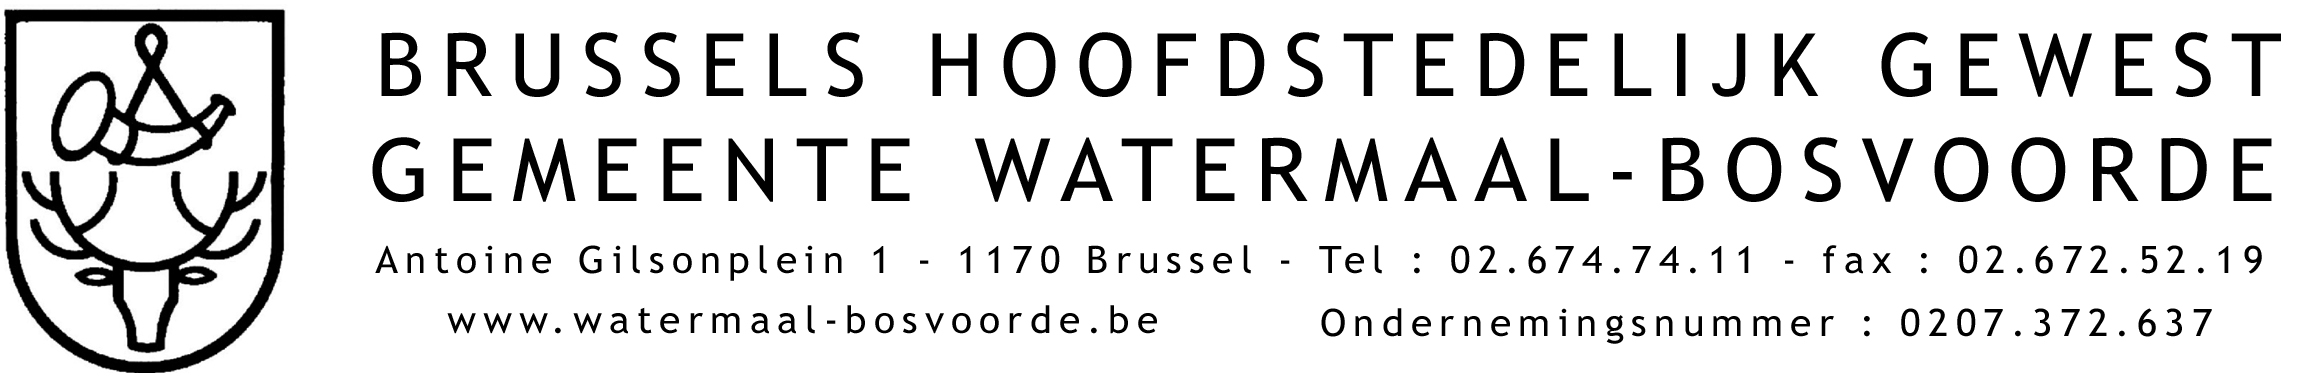 BRUSSELS HOOFDSTEDELIJK GEWEST
GEMEENTE WATERMAAL-BOSVOORDE
Antoine Gilsonplein 1 - 1170 Brussel - Tel : 02.674.74.11 - fax : 02.672.52.19
www.watermaal-bosvoorde.be Ondernemingsnummer : 0207.372.637